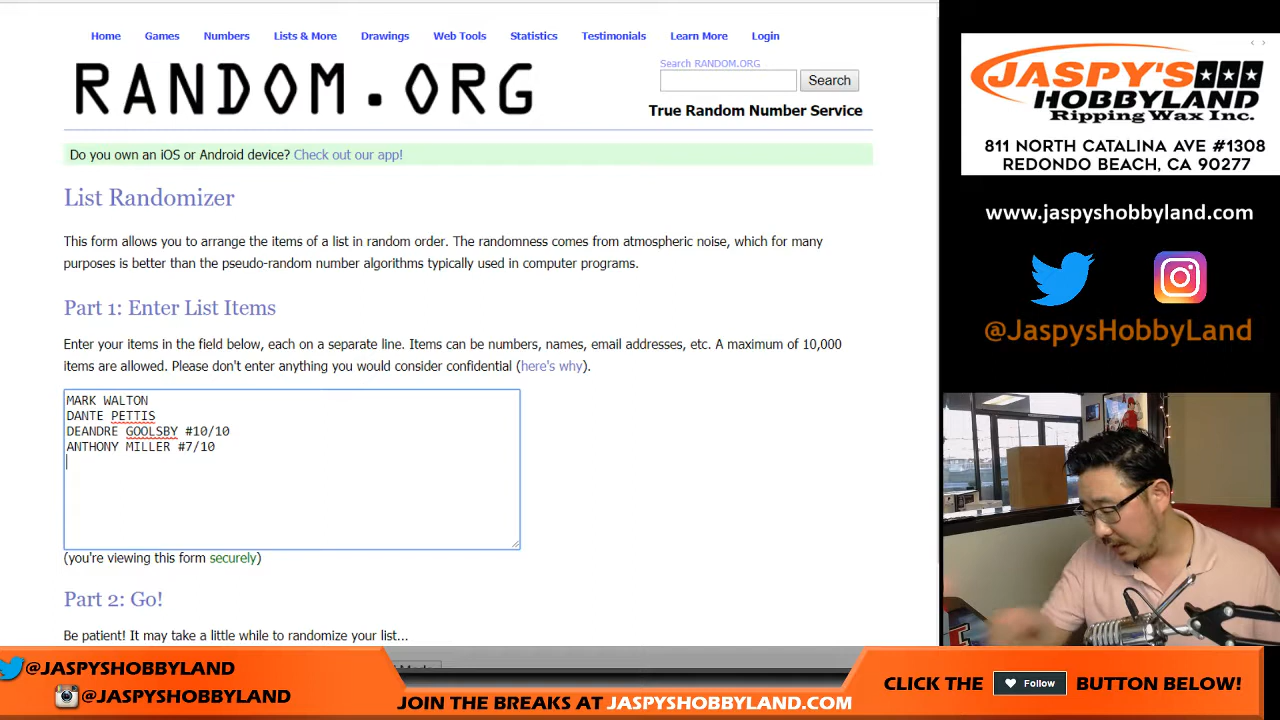 Home Games Numbers Lists & More Drawings Web Tools Statistics Testimonials Learn More Login
RANDOM.ORG
Search RANDOM.ORG
Search
True Random Number Service
Do you own an iOS or Android device? Check out our app!
List Randomizer
This form allows you to arrange the items of a list in random order. The randomness comes from atmospheric noise, which for many
purposes is better than the pseudo-random number algorithms typically used in computer programs.
Part 1: Enter List Items
Enter your items in the field below, each on a separate line. Items can be numbers, names, email addresses, etc. A maximum of 10,000
items are allowed. Please don't enter anything you would consider confidential (here's why).
MARK WALTON
DANTE PETTIS
DEANDRE GOOLSBY #10/10
ANTHONY MILLER #7/10
(you're viewing this form securely)
Part 2: Go!
Be patient! It may take a little while to randomize your list...
JASPY'S
HOBBYLAND
Ripping Wax Inc.
811 NORTH CATALINA AVE #1308
REDONDO BEACH, CA 90277
www.jaspyshobbyland.com
@JaspysHobbyLand
@JASPYSHOBBYLAND
@JASPYSHOBBYLAND
JOIN THE BREAKS AT JASPYSHOBBYLAND.COM
CLICK THE Follow BUTTON BELOW!